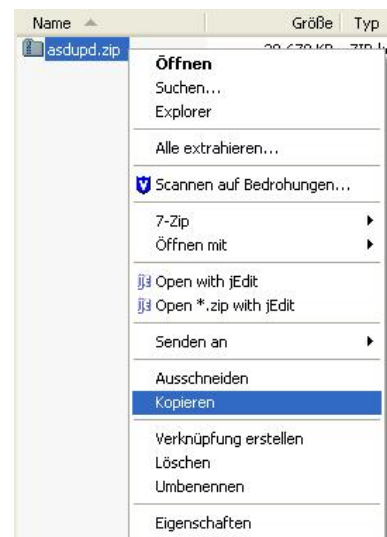 Name Größe Typ
asdupd.zip
Öffnen
Suchen...
Explorer
Alle extrahieren...
Scannen auf Bedrohungen...
7-Zip
Öffnen mit
Open with jEdit
Open *.zip with jEdit
Senden an
Ausschneiden
Kopieren
Verknüpfung erstellen
Löschen
Umbenennen
Eigenschaften